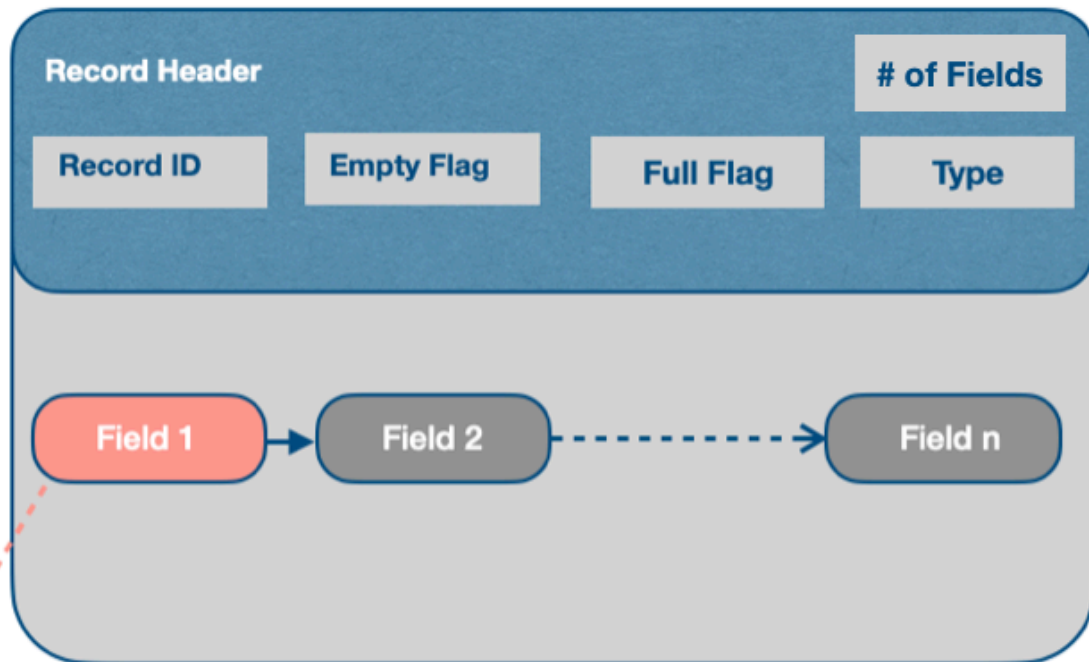 Record Header
# of Fields
Record ID
Empty Flag
Full Flag
Type
Field 1
Field 2
Field n